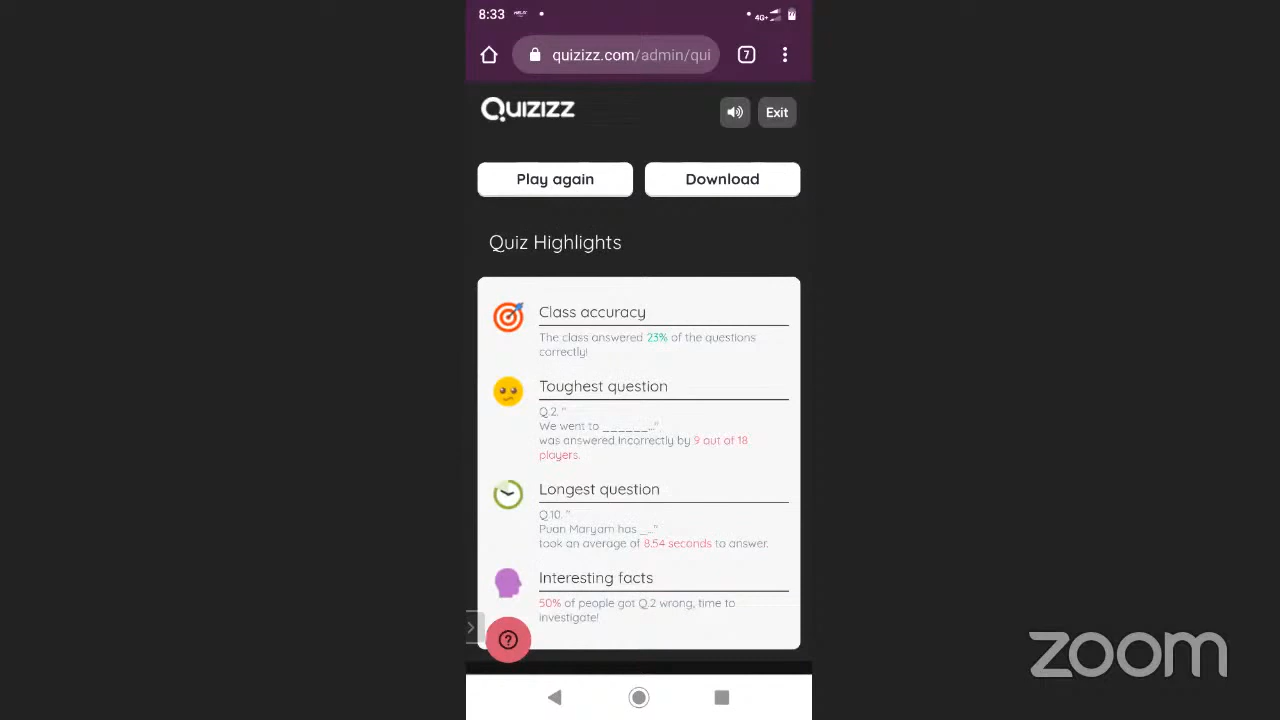 8:33
4G+
77
quizizz.com/admin/qui
7
Quizizz
Exit
Play again
Download
Quiz Highlights
Class accuracy
The class answered 23% of the questions
correctly!
Toughest question
Q.2. "
We went to ______..."
was answered incorrectly by 9 out of 18
players.
Longest question
Q.10. "
Puan Maryam has _..."
took an average of 8.54 seconds to answer.
Interesting facts
50% of people got Q.2 wrong, time to
investigate!
zoom